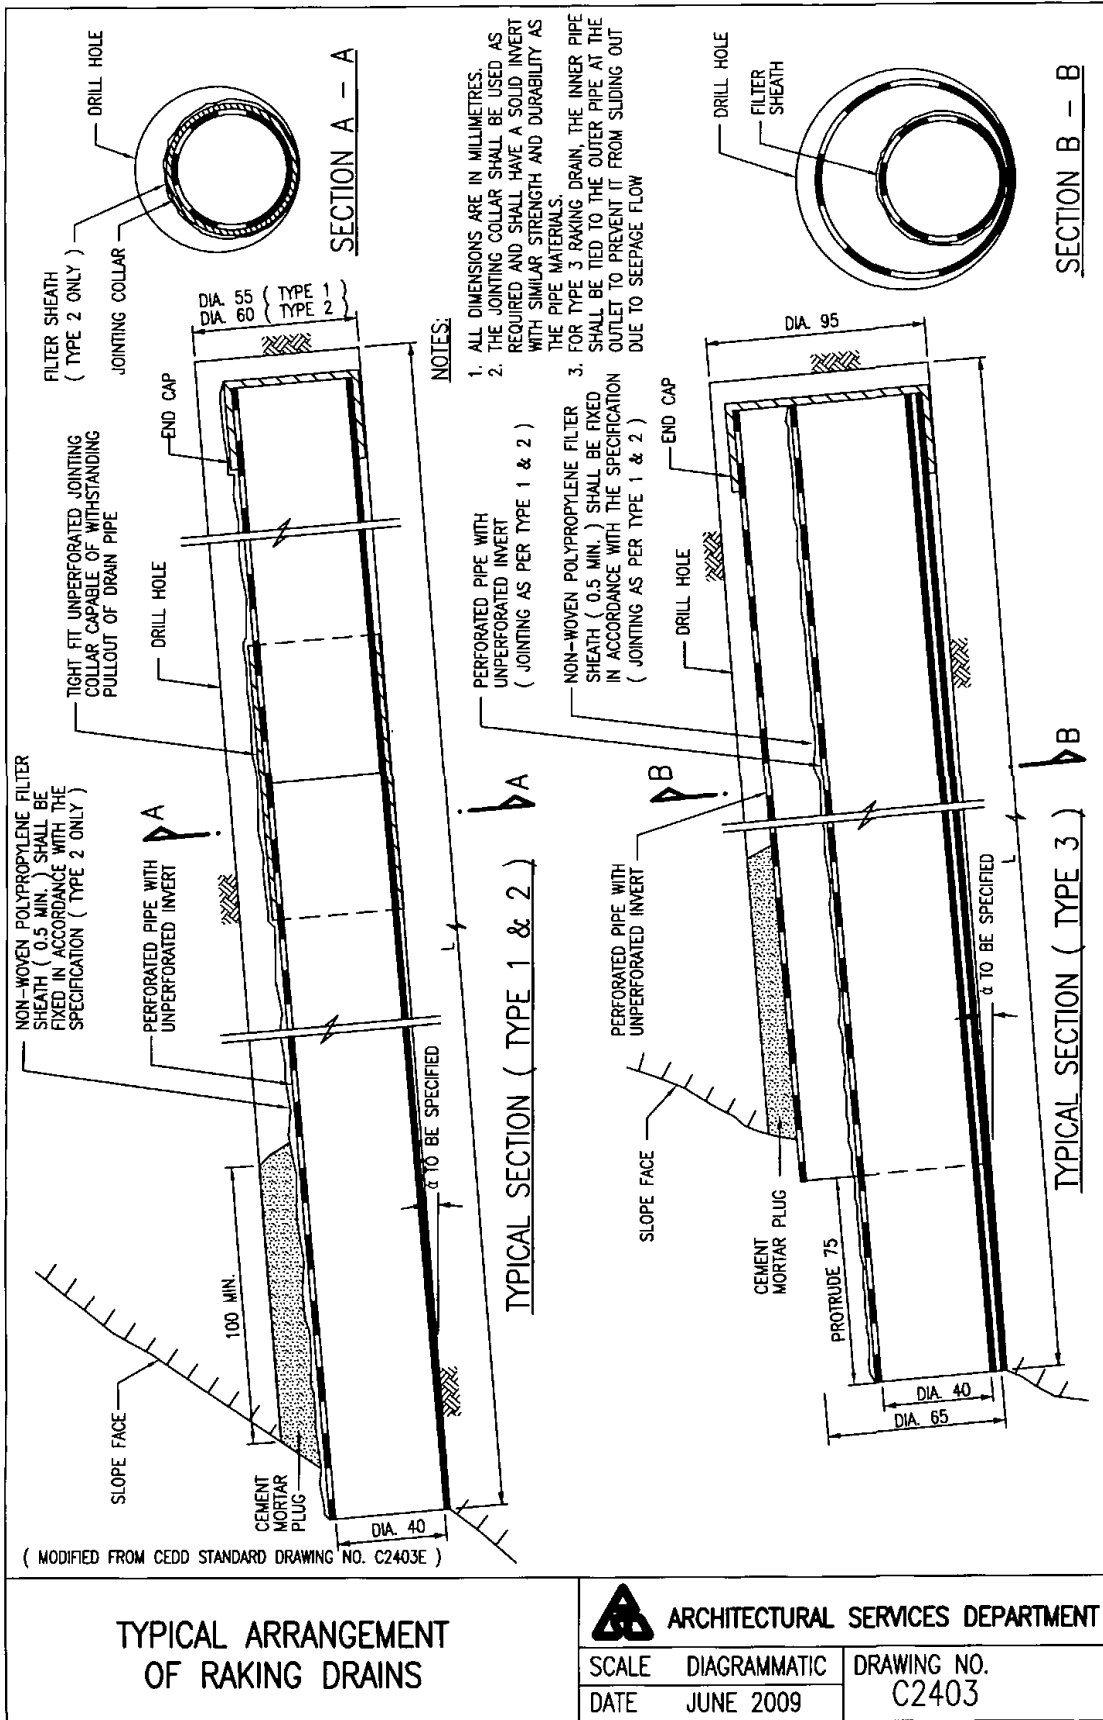 NON-WOVEN POLYPROPYLENE FILTER
SHEATH ( 0.5 MIN. ) SHALL BE
FIXED IN ACCORDANCE WITH THE
SPECIFICATION ( TYPE 2 ONLY )
TIGHT FIT UNPERFORATED JOINTING
COLLAR CAPABLE OF WITHSTANDING
PULLOUT OF DRAIN PIPE
FILTER SHEATH
( TYPE 2 ONLY )
JOINTING COLLAR
DRILL HOLE
SECTION A - A
SLOPE FACE
100 MIN.
PERFORATED PIPE WITH
UNPERFORATED INVERT
A
DRILL HOLE
END CAP
DIA. 55 ( TYPE 1 )
DIA. 60 ( TYPE 2 )
CEMENT
MORTAR
PLUG
DIA. 40
α TO BE SPECIFIED
L
A
TYPICAL SECTION ( TYPE 1 & 2 )
NOTES:
1. ALL DIMENSIONS ARE IN MILLIMETRES.
2. THE JOINTING COLLAR SHALL BE USED AS
REQUIRED AND SHALL HAVE A SOLID INVERT
WITH SIMILAR STRENGTH AND DURABILITY AS
THE PIPE MATERIALS.
3. FOR TYPE 3 RAKING DRAIN, THE INNER PIPE
SHALL BE TIED TO THE OUTER PIPE AT THE
OUTLET TO PREVENT IT FROM SLIDING OUT
DUE TO SEEPAGE FLOW
PERFORATED PIPE WITH
UNPERFORATED INVERT
( JOINTING AS PER TYPE 1 & 2 )
NON-WOVEN POLYPROPYLENE FILTER
SHEATH ( 0.5 MIN. ) SHALL BE FIXED
IN ACCORDANCE WITH THE SPECIFICATION
( JOINTING AS PER TYPE 1 & 2 )
PERFORATED PIPE WITH
UNPERFORATED INVERT
B
DRILL HOLE
END CAP
DIA. 95
DRILL HOLE
FILTER
SHEATH
SECTION B - B
SLOPE FACE
CEMENT
MORTAR PLUG
PROTRUDE 75
DIA. 40
DIA. 65
α TO BE SPECIFIED
L
B
TYPICAL SECTION ( TYPE 3 )
( MODIFIED FROM CEDD STANDARD DRAWING NO. C2403E )
TYPICAL ARRANGEMENT
OF RAKING DRAINS
ARCHITECTURAL SERVICES DEPARTMENT
SCALE DIAGRAMMATIC
DATE JUNE 2009
DRAWING NO.
C2403